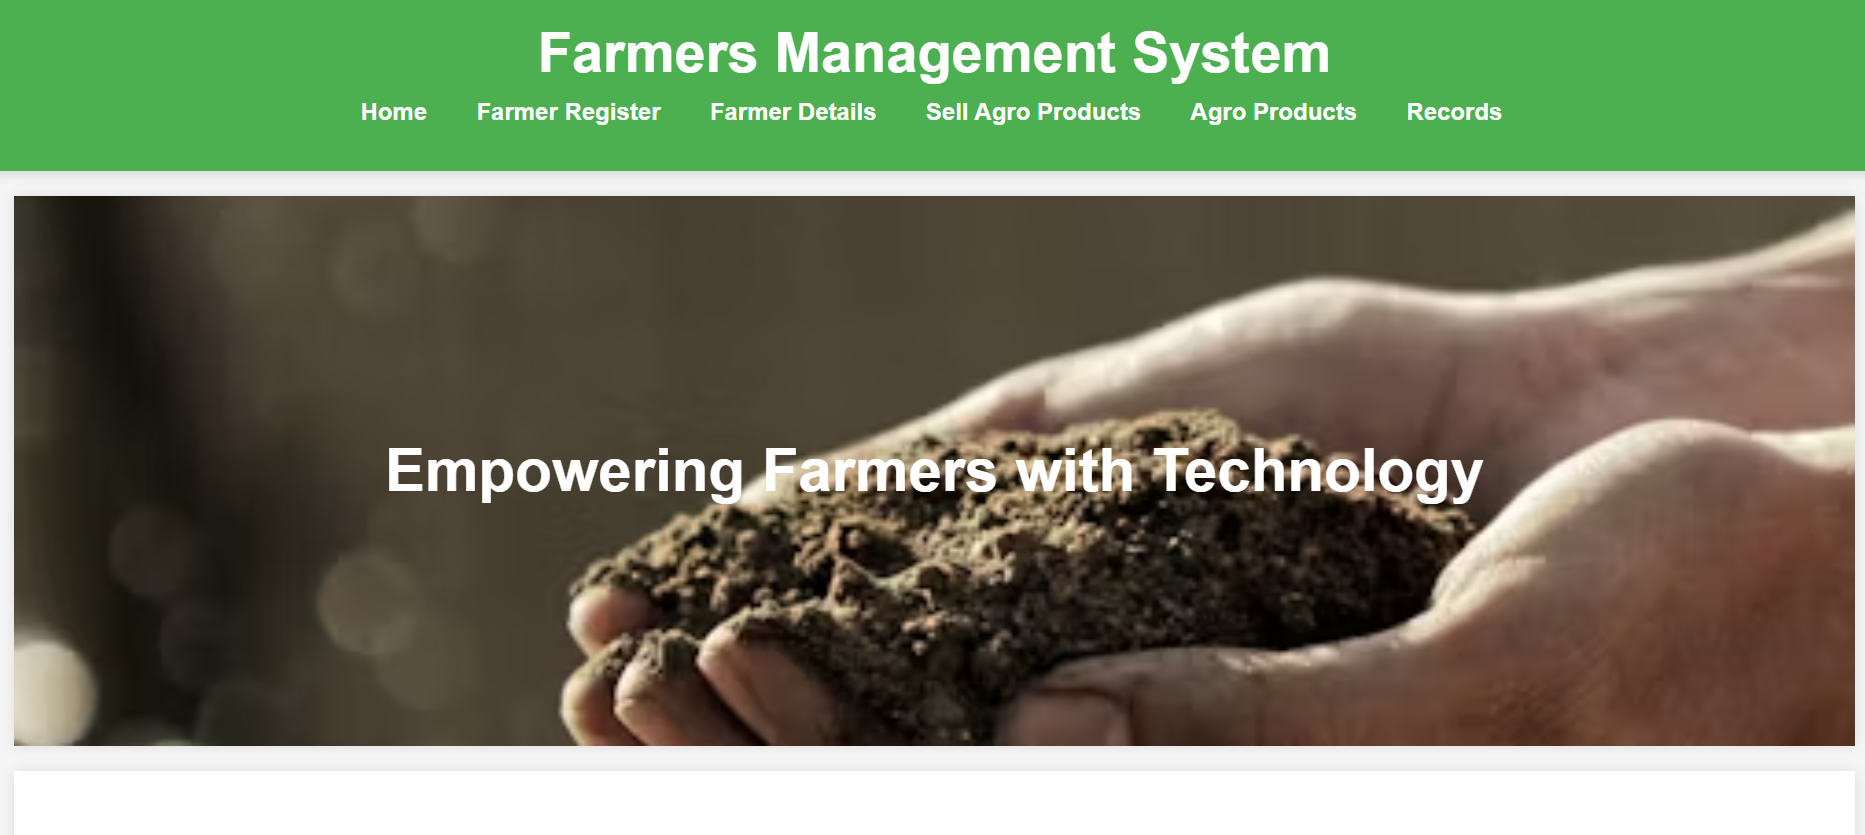 Farmers Management System
Home Farmer Register Farmer Details Sell Agro Products Agro Products Records
Empowering Farmers with Technology